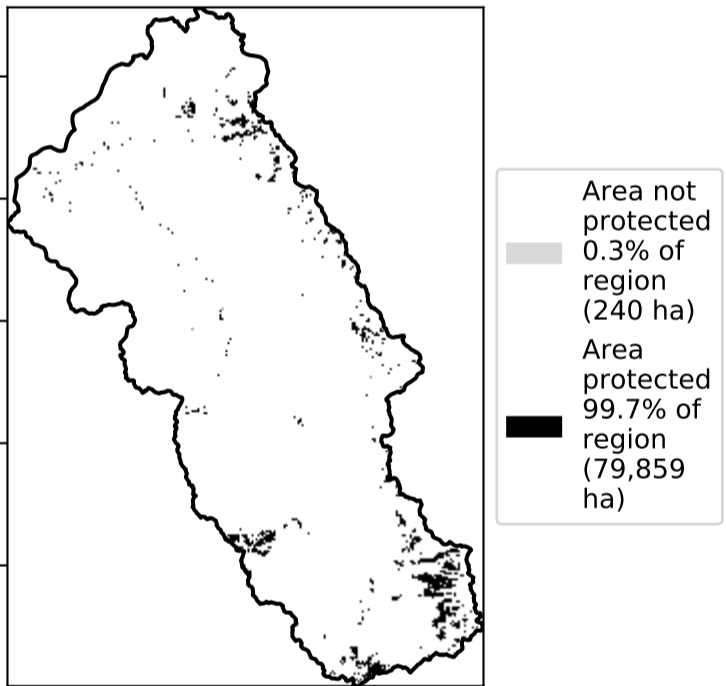 Area not
protected
0.3% of
region
(240 ha)
Area
protected
99.7% of
region
(79,859
ha)